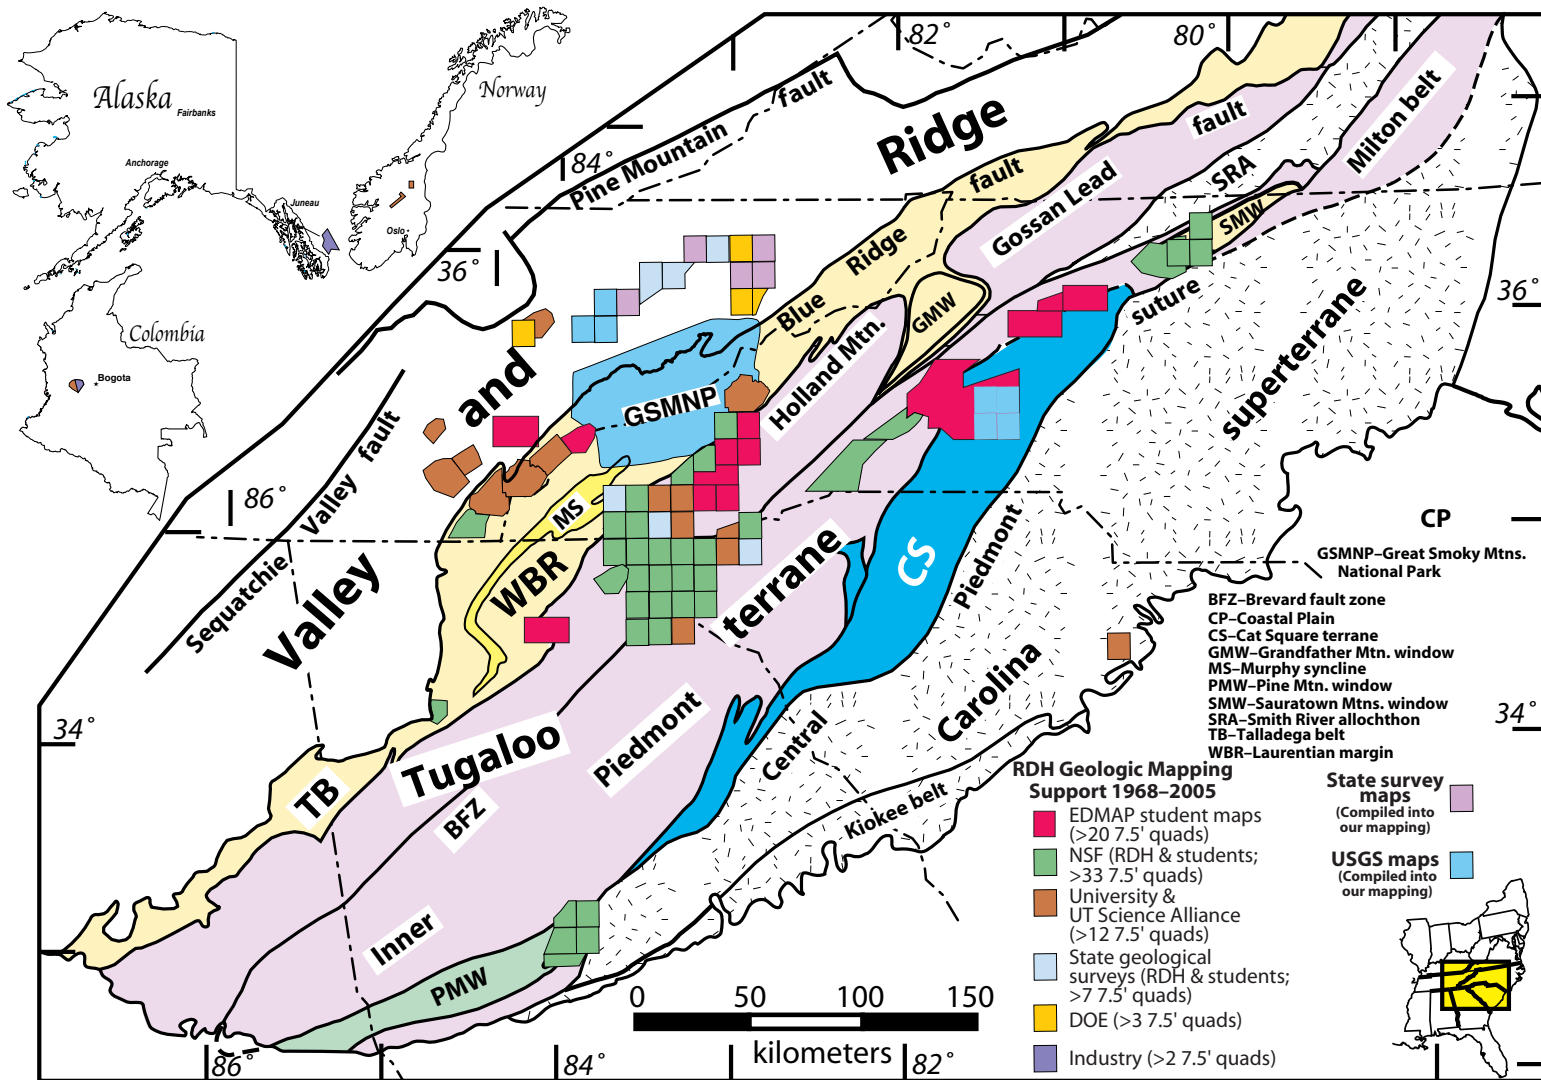 Alaska
Fairbanks
Anchorage
Juneau
Norway
Oslo
Colombia
Bogota
82°
80°
84°
36°
86°
36°
34°
34°
86°
84°
82°
Pine Mountain
fault
Ridge
and
Valley
Sequatchie
Valley
fault
Blue
Ridge
fault
Gossan Lead
fault
SRA
SMW
Milton belt
GMW
Holland Mtn.
GSMNP
MS
WBR
suture
superterrane
Carolina
CS
Piedmont
Central
terrane
Tugaloo
Piedmont
Inner
BFZ
TB
PMW
Kiokee belt
CP
GSMNP–Great Smoky Mtns.
National Park
BFZ–Brevard fault zone
CP–Coastal Plain
CS–Cat Square terrane
GMW–Grandfather Mtn. window
MS–Murphy syncline
PMW–Pine Mtn. window
SMW–Sauratown Mtns. window
SRA–Smith River allochthon
TB–Talladega belt
WBR–Laurentian margin
RDH Geologic Mapping
Support 1968–2005
EDMAP student maps
(>20 7.5' quads)
NSF (RDH & students;
>33 7.5' quads)
University &
UT Science Alliance
(>12 7.5' quads)
State geological
surveys (RDH & students;
>7 7.5' quads)
DOE (>3 7.5' quads)
Industry (>2 7.5' quads)
State survey
maps
(Compiled into
our mapping)
USGS maps
(Compiled into
our mapping)
0 50 100 150
kilometers